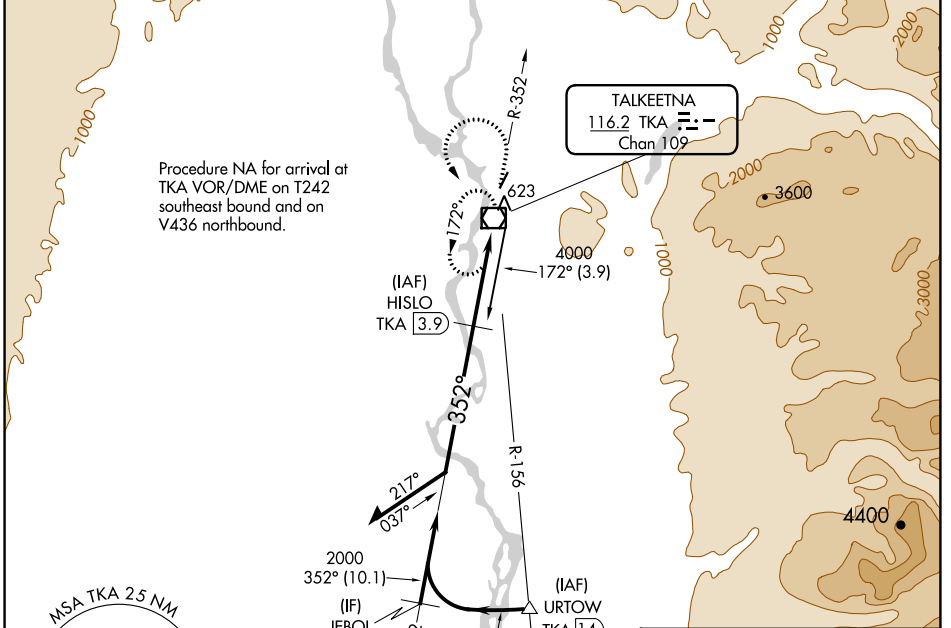 1000
2000
1000
R-352
TALKEETNA
116.2 TKA
Chan 109
Procedure NA for arrival at
TKA VOR/DME on T242
southeast bound and on
V436 northbound.
2000
3600
623
172°
4000
172° (3.9)
1000
3000
(IAF)
HISLO
TKA 3.9
352°
R-156
217°
037°
4400
2000
352° (10.1)
(IAF)
URTOW
TKA 14
(IF)
JEBOL
MSA TKA 25 NM